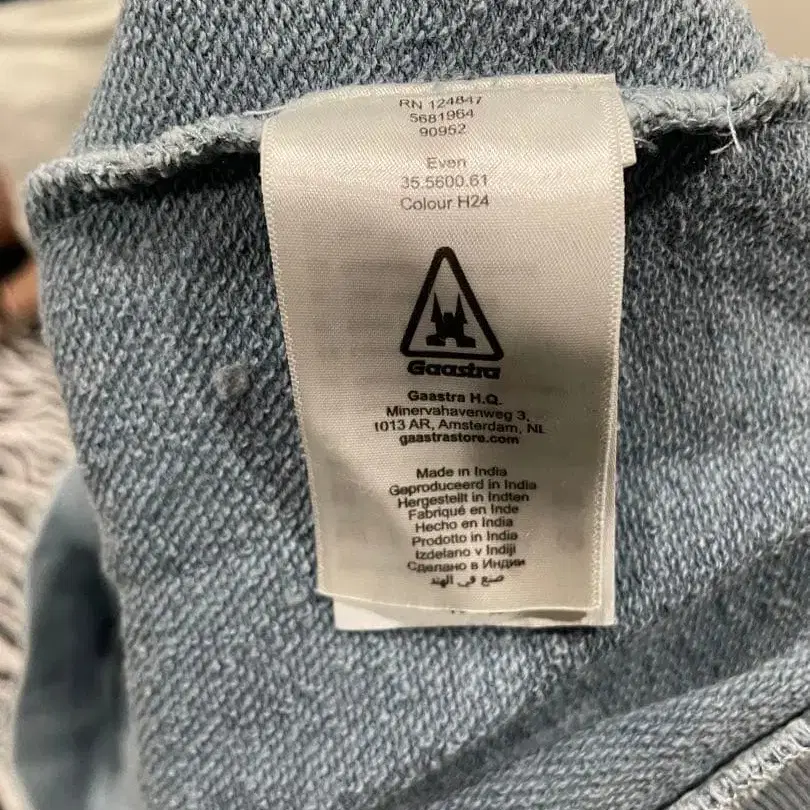 RN 124847
5681964
90952
Even
35.5600.61
Colour H24
Gaastra
Gaastra H.Q.
Minervahavenweg 3,
1013 AR, Amsterdam, NL
gaastrastore.com
Made in India
Geproduceerd in India
Hergestellt in Indien
Fabriqué en Inde
Hecho en India
Prodotto in India
Izdelano v Indiji
Сделано в Индии
صنع في الهند